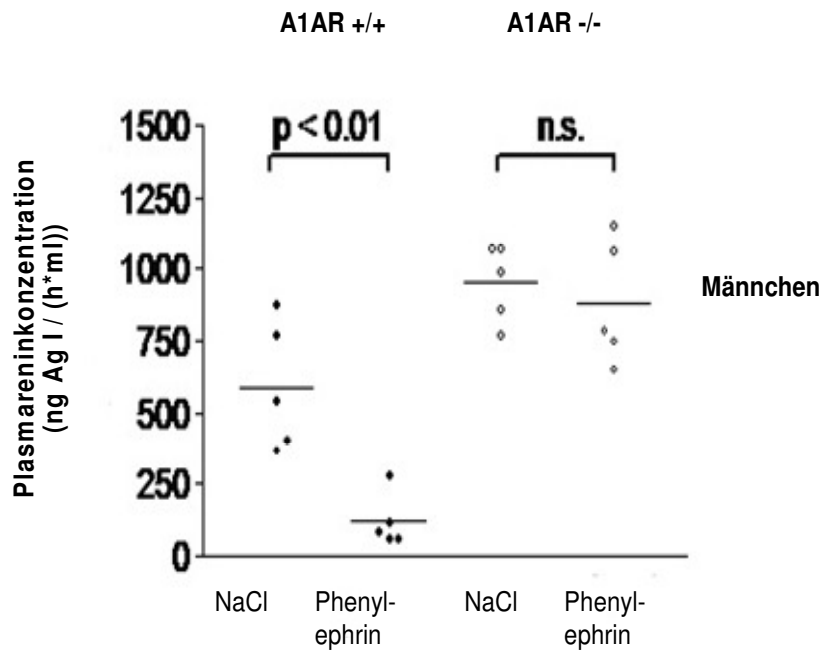 A1AR +/+ A1AR -/-
p < 0.01 n.s.
1500
1250
1000
750
500
250
0
Plasmareninkonzentration
(ng Ag I / (h*ml))
Männchen
NaCl Phenyl- NaCl Phenyl-
ephrin ephrin